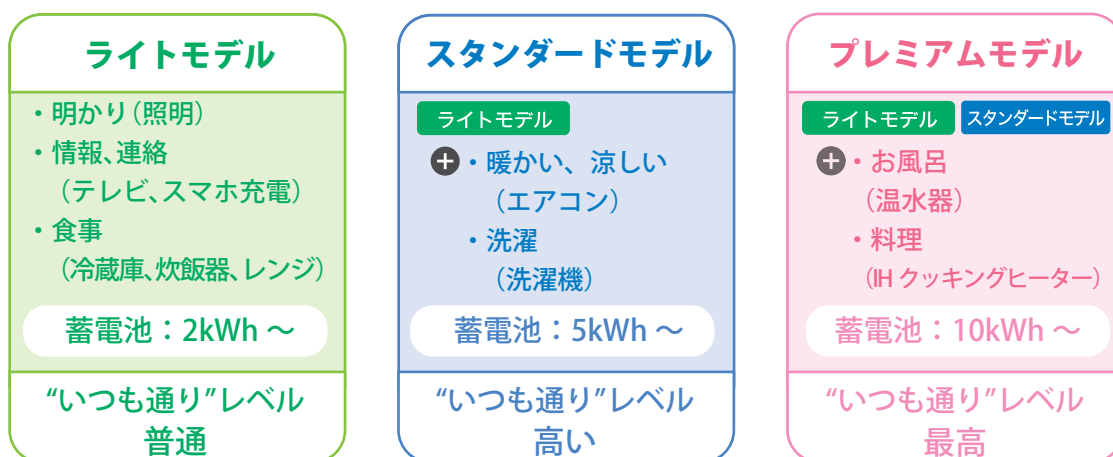 ライトモデル
・明かり(照明)
・情報、連絡
(テレビ、スマホ充電)
・食事
(冷蔵庫、炊飯器、レンジ)
蓄電池：2kWh ～
“いつも通り”レベル
普通
スタンダードモデル
ライトモデル
＋・暖かい、涼しい
(エアコン)
・洗濯
(洗濯機)
蓄電池：5kWh ～
“いつも通り”レベル
高い
プレミアムモデル
ライトモデル スタンダードモデル
＋・お風呂
(温水器)
・料理
(IH クッキングヒーター)
蓄電池：10kWh ～
“いつも通り”レベル
最高